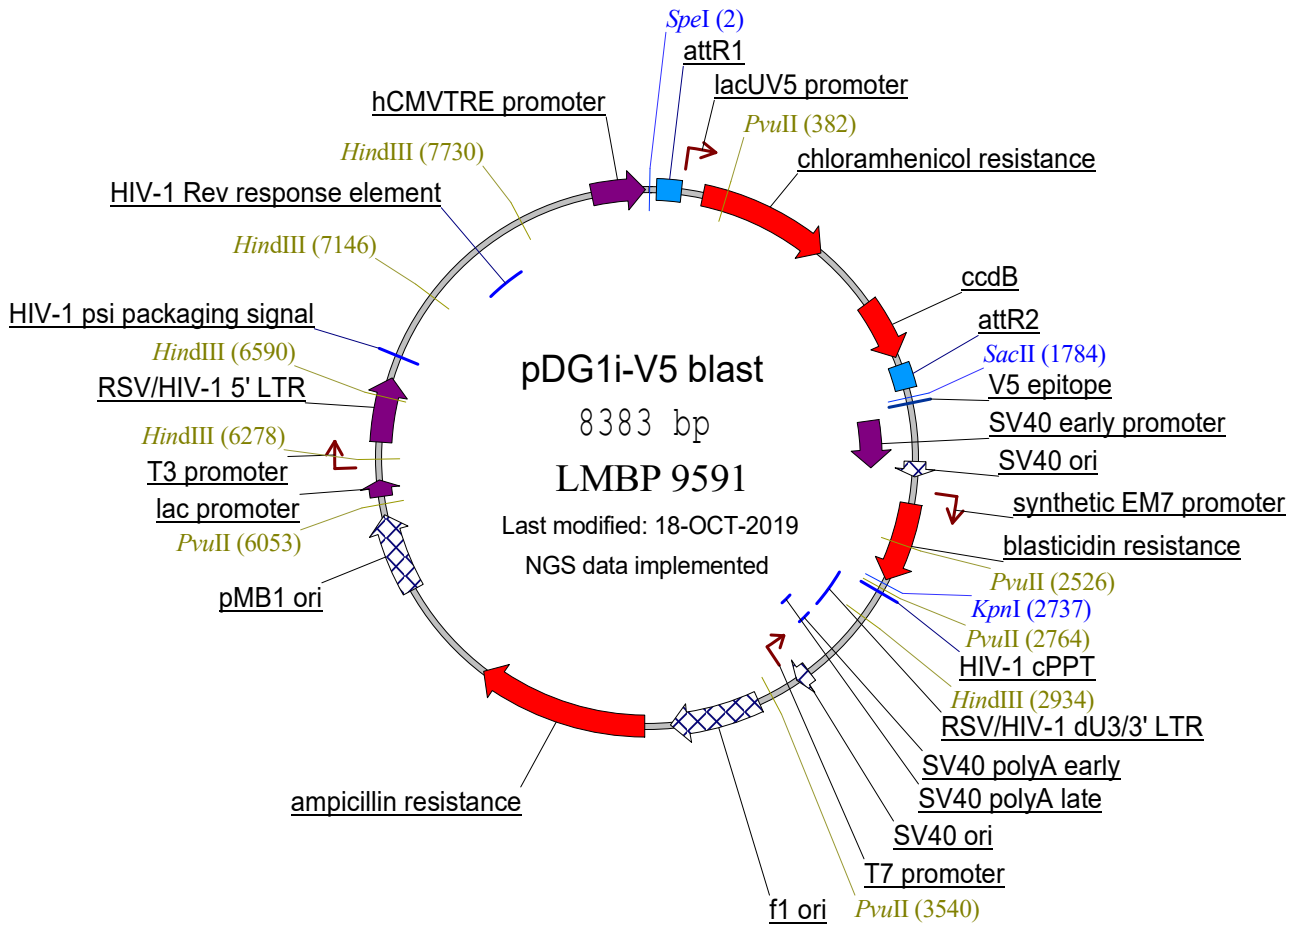 SpeI (2)
attR1
lacUV5 promoter
hCMVTRE promoter
PvuII (382)
HindIII (7730)
chloramhenicol resistance
HIV-1 Rev response element
HindIII (7146)
ccdB
attR2
HIV-1 psi packaging signal
SacII (1784)
HindIII (6590)
V5 epitope
RSV/HIV-1 5' LTR
pDG1i-V5 blast
8383 bp
LMBP 9591
Last modified: 18-OCT-2019
NGS data implemented
SV40 early promoter
HindIII (6278)
SV40 ori
T3 promoter
synthetic EM7 promoter
lac promoter
PvuII (6053)
blasticidin resistance
PvuII (2526)
pMB1 ori
KpnI (2737)
PvuII (2764)
HIV-1 cPPT
HindIII (2934)
RSV/HIV-1 dU3/3' LTR
SV40 polyA early
SV40 polyA late
ampicillin resistance
SV40 ori
T7 promoter
f1 ori
PvuII (3540)